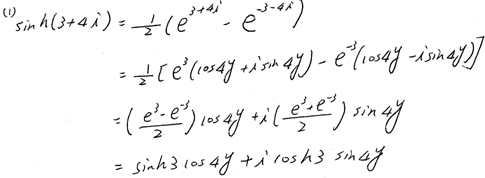 (1) sinh(3+4i) = 1/2 (e^{3+4i} - e^{-3-4i})
= 1/2 [e^3 (cos4y + i sin4y) - e^{-3} (cos4y - i sin4y)]
= ((e^3 - e^{-3})/2) cos4y + i ((e^3 + e^{-3})/2) sin4y
= sinh3 cos4y + i cosh3 sin4y